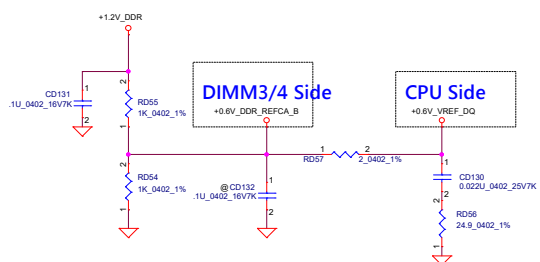 +1.2V_DDR
1
CD131
.1U_0402_16V7K
2
2
RD55
1K_0402_1%
1
DIMM3/4 Side
+0.6V_DDR_REFCA_B
CPU Side
+0.6V_VREF_DQ
RD57
1
2
2_0402_1%
2
RD54
1K_0402_1%
1
@CD132
.1U_0402_16V7K
1
2
1
CD130
0.022U_0402_25V7K
2
2
RD56
24.9_0402_1%
1